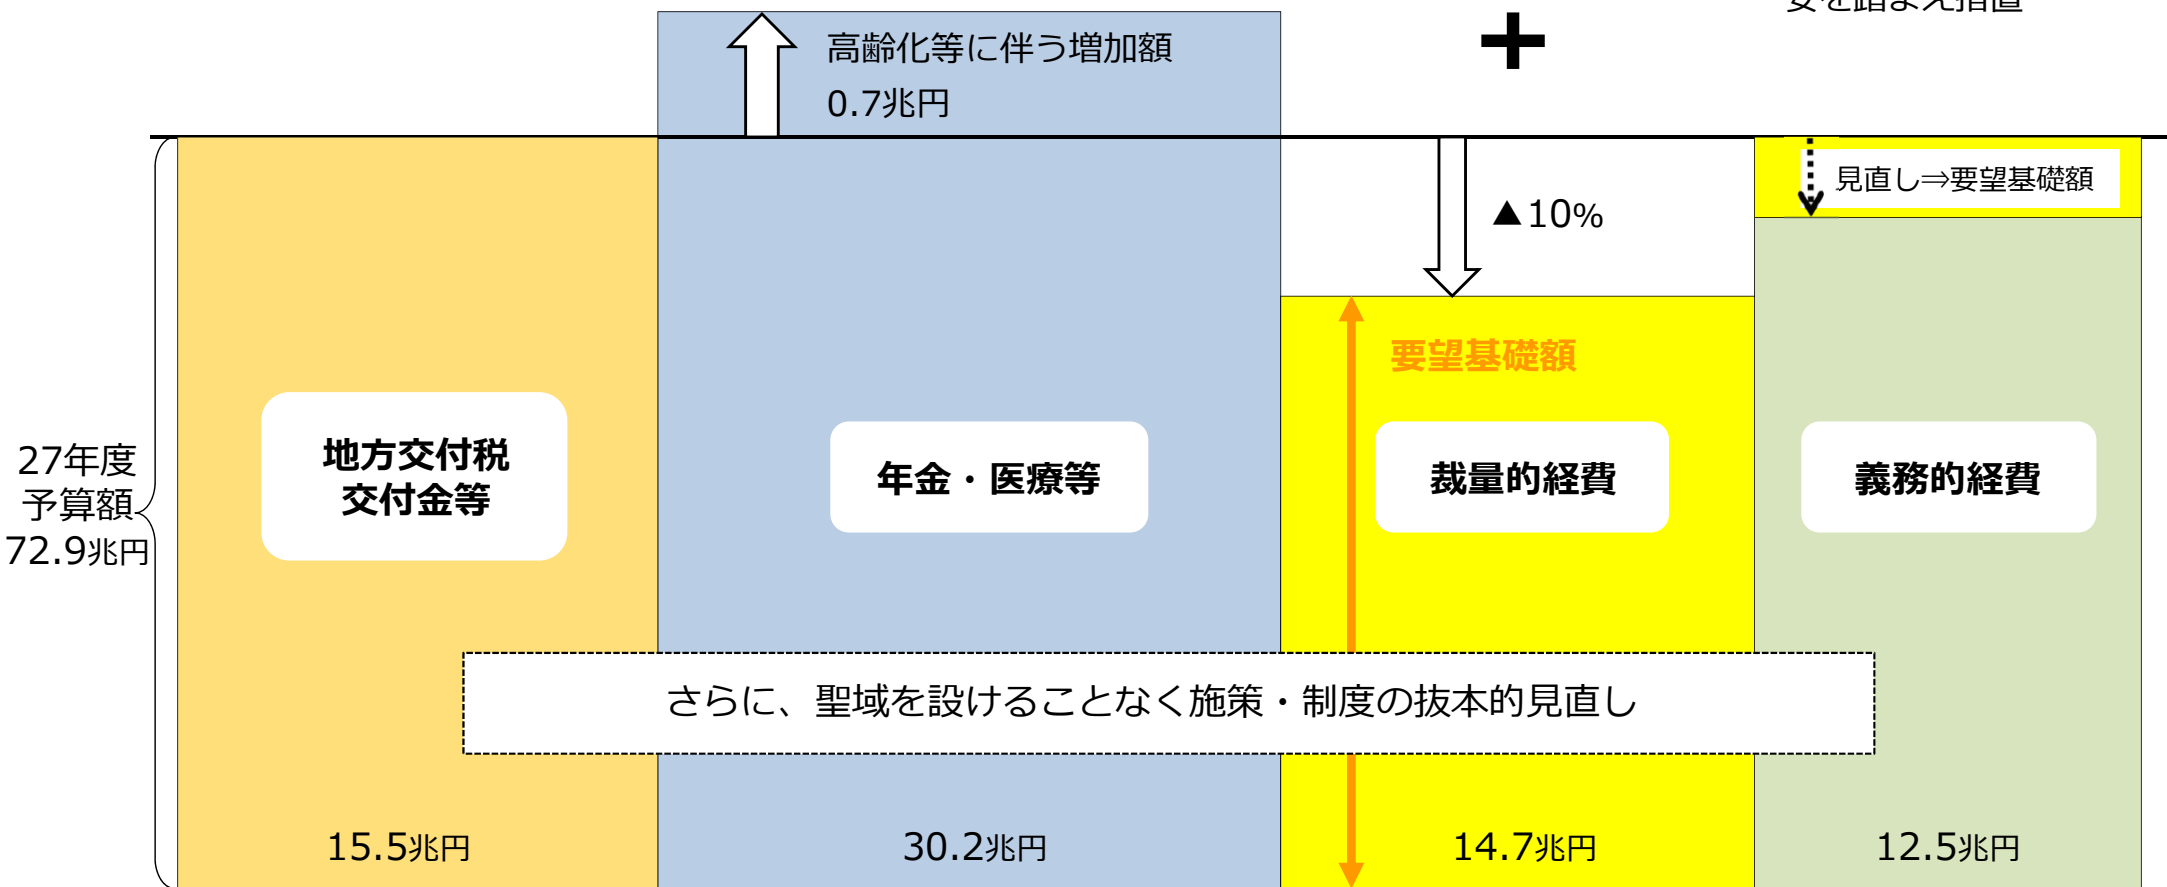 高齢化等に伴う増加額
0.7兆円
+
見直し⇒要望基礎額
▲10%
要望基礎額
27年度
予算額
72.9兆円
地方交付税
交付金等
年金・医療等
裁量的経費
義務的経費
さらに、聖域を設けることなく施策・制度の抜本的見直し
15.5兆円
30.2兆円
14.7兆円
12.5兆円